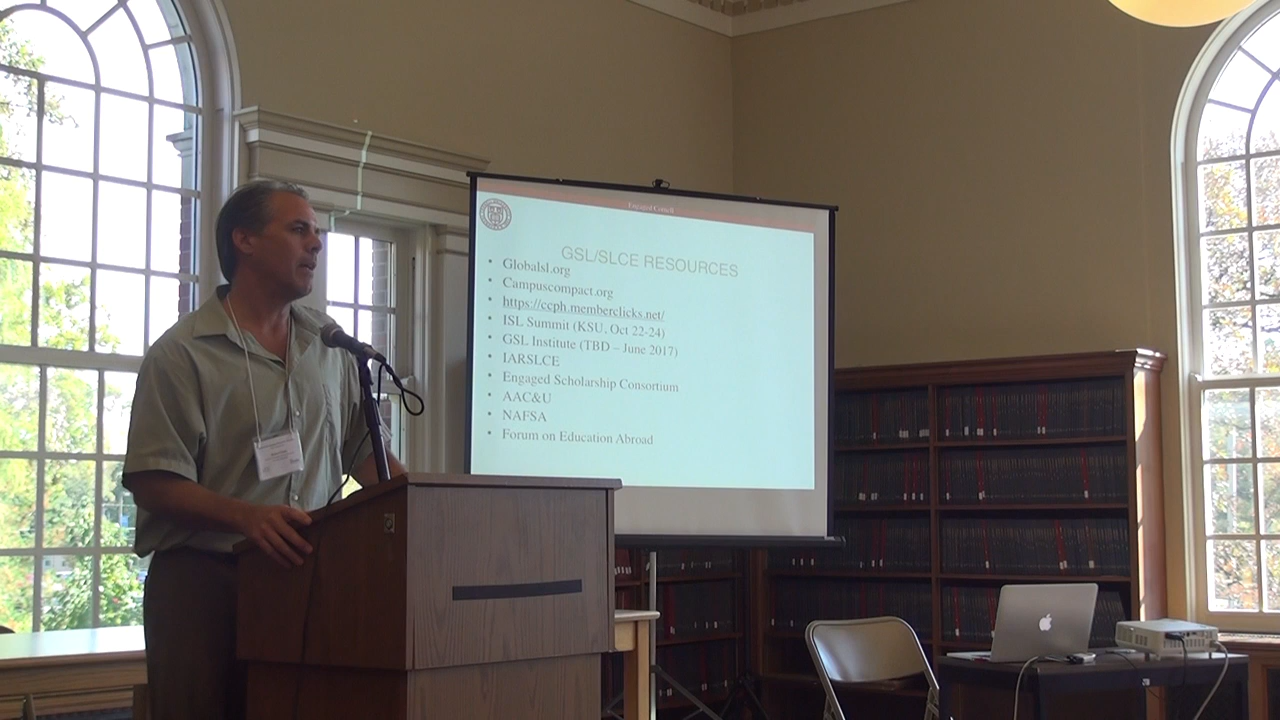 Engaged Cornell
GSL/SLCE RESOURCES
• Globalsl.org
• Campuscompact.org
• https://ccph.memberclicks.net/
• ISL Summit (KSU, Oct 22-24)
• GSL Institute (TBD – June 2017)
• IARSLCE
• Engaged Scholarship Consortium
• AAC&U
• NAFSA
• Forum on Education Abroad